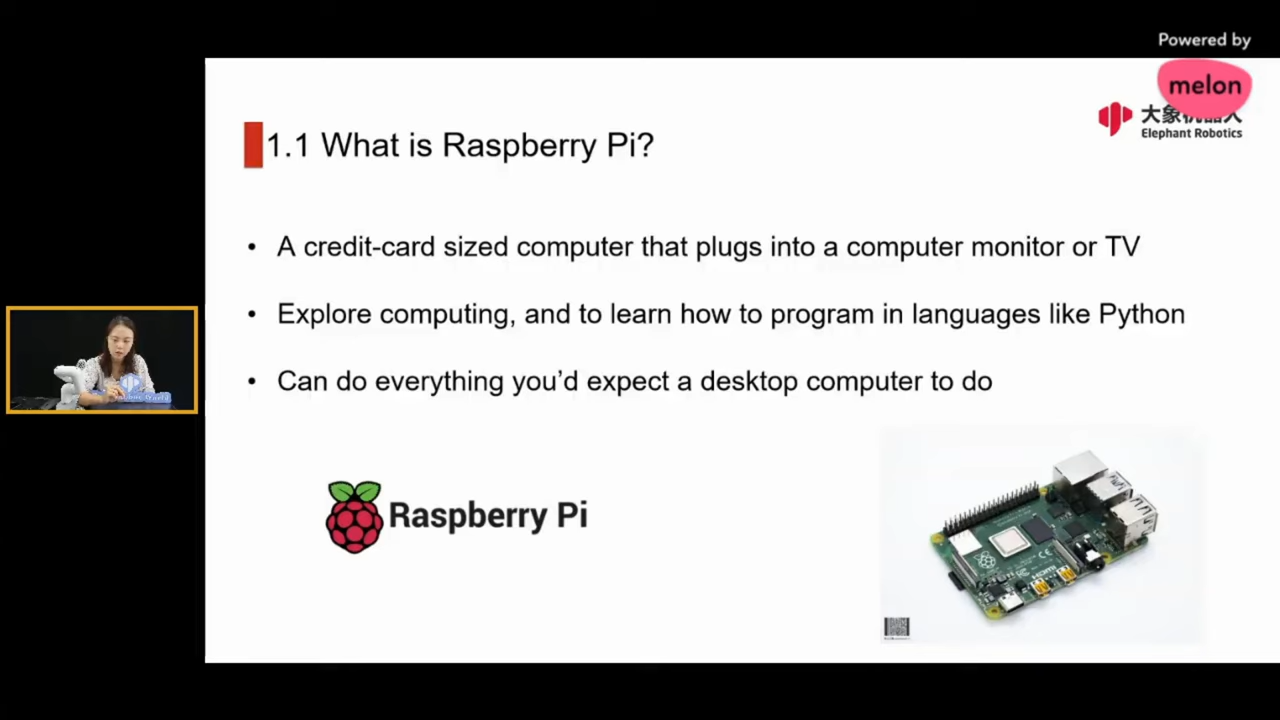 Powered by
melon
大象机器人
Elephant Robotics
1.1 What is Raspberry Pi?
• A credit-card sized computer that plugs into a computer monitor or TV
• Explore computing, and to learn how to program in languages like Python
• Can do everything you'd expect a desktop computer to do
Raspberry Pi
HDMI